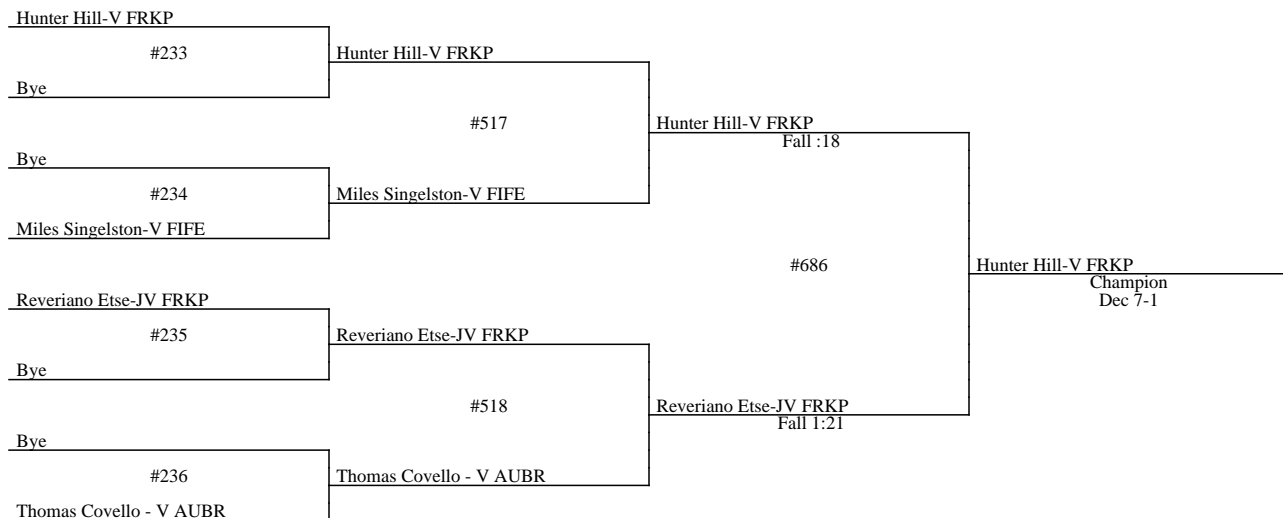 Hunter Hill-V FRKP
#233
Hunter Hill-V FRKP
Bye
#517
Hunter Hill-V FRKP
Fall :18
Bye
#234
Miles Singelston-V FIFE
Miles Singelston-V FIFE
#686
Hunter Hill-V FRKP
Champion
Dec 7-1
Reveriano Etse-JV FRKP
#235
Reveriano Etse-JV FRKP
Bye
#518
Reveriano Etse-JV FRKP
Fall 1:21
Bye
#236
Thomas Covello - V AUBR
Thomas Covello - V AUBR